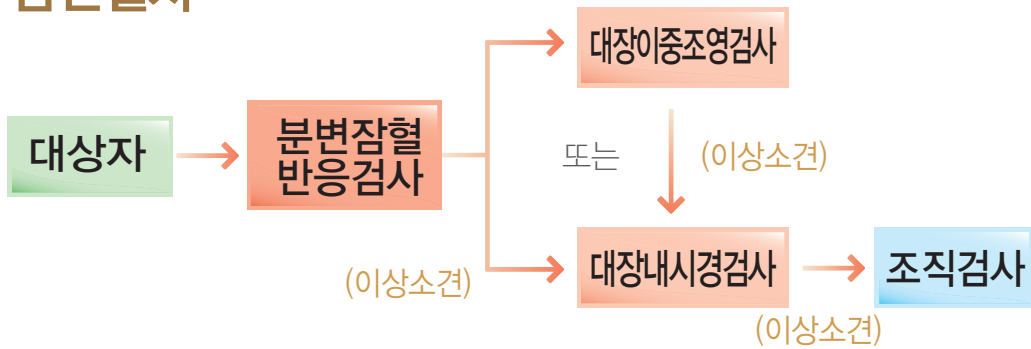 대장이중조영검사
대상자
분변잠혈
반응검사
또는
(이상소견)
(이상소견)
대장내시경검사
조직검사
(이상소견)